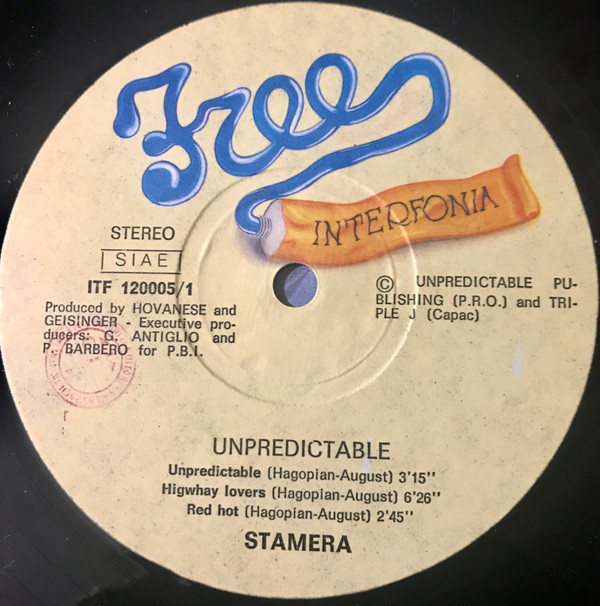 Free
INTERFONIA
STEREO
SIAE
ITF 120005/1
Produced by HOVANESE and
GEISINGER - Executive pro-
ducers: G. ANTIGLIO and
P. BARBERO for P.B.I.
© UNPREDICTABLE PU-
BLISHING (P.R.O.) and TRI-
PLE J (Capac)
UNPREDICTABLE
Unpredictable (Hagopian-August) 3'15"
Higwhay lovers (Hagopian-August) 6'26"
Red hot (Hagopian-August) 2'45"
STAMERA